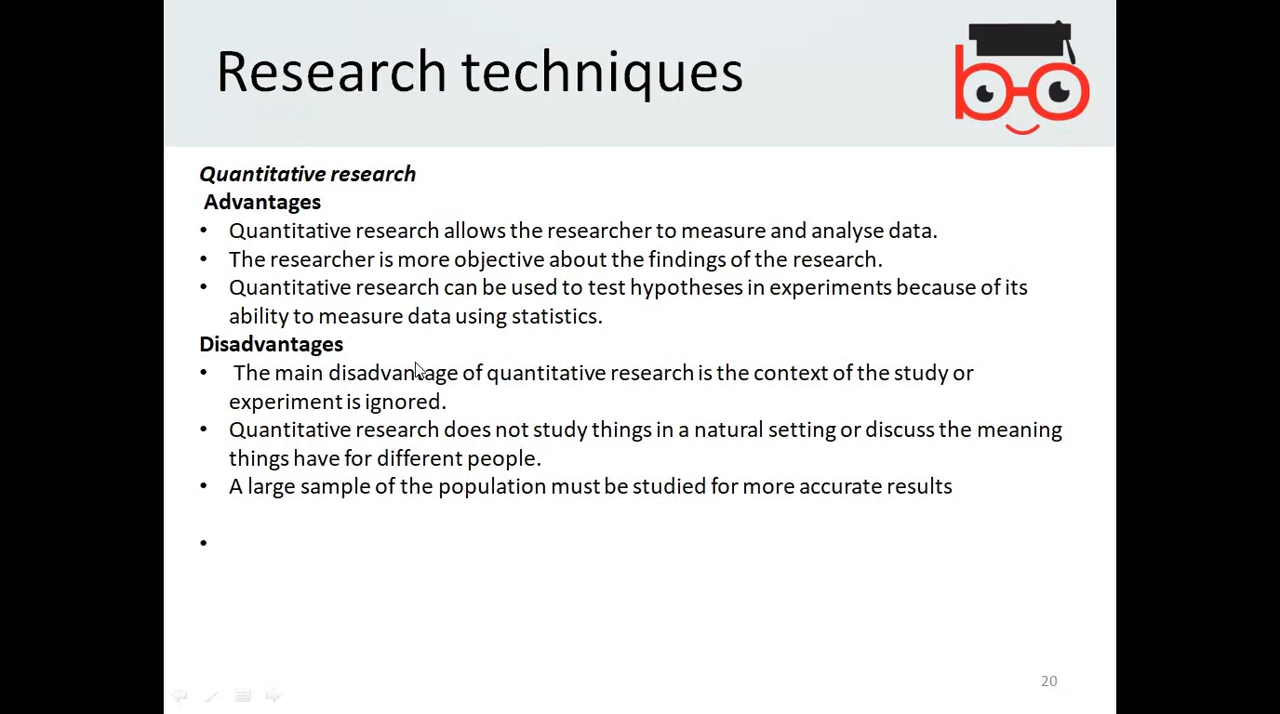 Research techniques
Quantitative research
Advantages
• Quantitative research allows the researcher to measure and analyse data.
• The researcher is more objective about the findings of the research.
• Quantitative research can be used to test hypotheses in experiments because of its
ability to measure data using statistics.
Disadvantages
• The main disadvantage of quantitative research is the context of the study or
experiment is ignored.
• Quantitative research does not study things in a natural setting or discuss the meaning
things have for different people.
• A large sample of the population must be studied for more accurate results
•
20